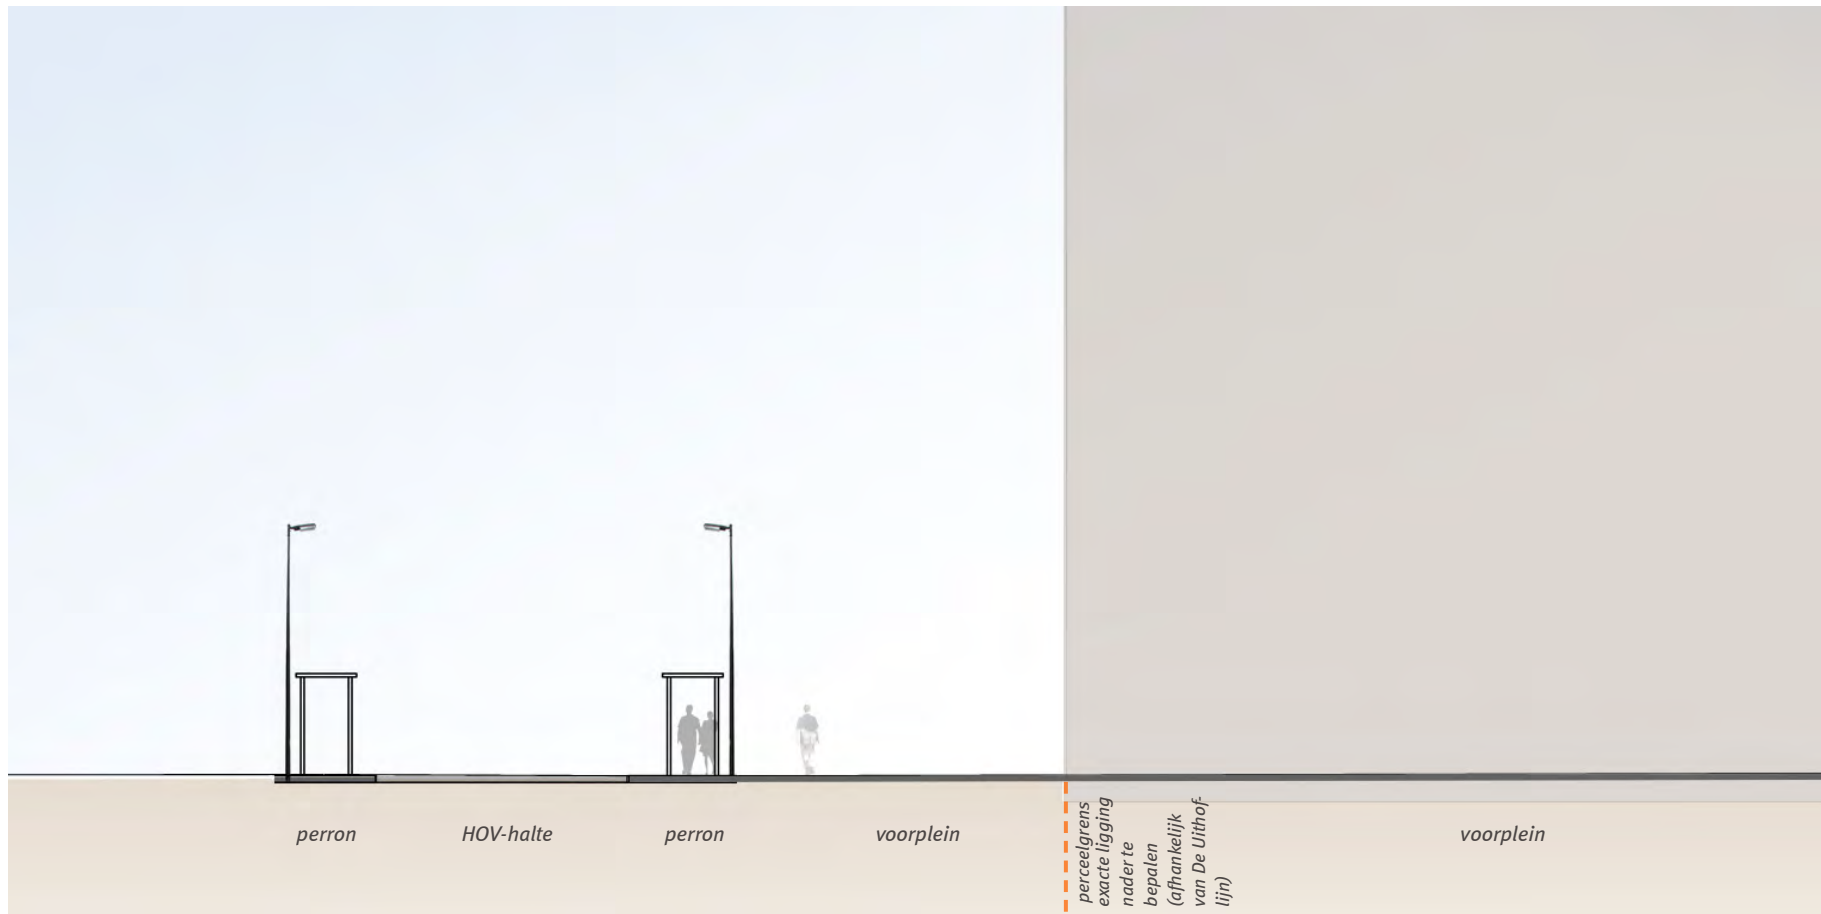 perron
HOV-halte
perron
voorplein
perceelgrens
exacte ligging
nader te
bepalen
(afhankelijk
van De Uithof-
lijn)
voorplein